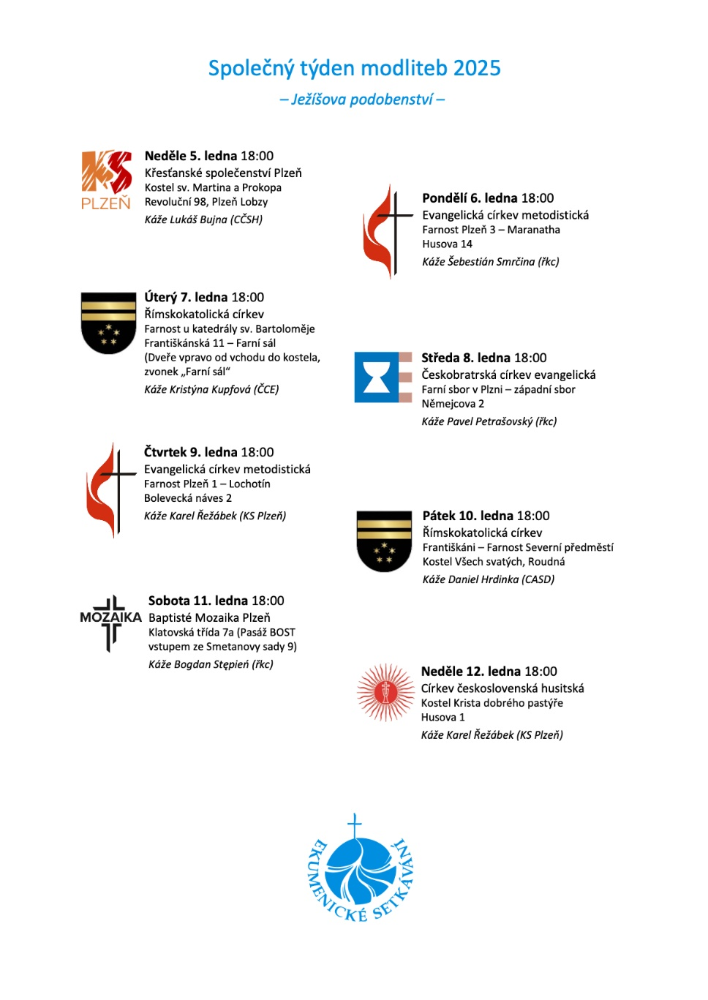 Společný týden modliteb 2025
– Ježíšova podobenství –
KS
PLZEŇ
Neděle 5. ledna 18:00
Křesťanské společenství Plzeň
Kostel sv. Martina a Prokopa
Revoluční 98, Plzeň Lobzy
Káže Lukáš Bujna (CČSH)
Pondělí 6. ledna 18:00
Evangelická církev metodistická
Farnost Plzeň 3 – Maranatha
Husova 14
Káže Šebestián Smrčina (řkc)
Úterý 7. ledna 18:00
Římskokatolická církev
Farnost u katedrály sv. Bartoloměje
Františkánská 11 – Farní sál
(Dveře vpravo od vchodu do kostela,
zvonek „Farní sál“
Káže Kristýna Kupfová (ČCE)
Středa 8. ledna 18:00
Českobratrská církev evangelická
Farní sbor v Plzni – západní sbor
Němejcova 2
Káže Pavel Petrašovský (řkc)
Čtvrtek 9. ledna 18:00
Evangelická církev metodistická
Farnost Plzeň 1 – Lochotín
Bolevecká náves 2
Káže Karel Řežábek (KS Plzeň)
Pátek 10. ledna 18:00
Římskokatolická církev
Františkáni – Farnost Severní předměstí
Kostel Všech svatých, Roudná
Káže Daniel Hrdinka (CASD)
MOZAIKA
Sobota 11. ledna 18:00
Baptisté Mozaika Plzeň
Klatovská třída 7a (Pasáž BOST
vstupem ze Smetanovy sady 9)
Káže Bogdan Stępień (řkc)
Neděle 12. ledna 18:00
Církev československá husitská
Kostel Krista dobrého pastýře
Husova 1
Káže Karel Řežábek (KS Plzeň)
EKUMENICKÉ SETKÁVÁNÍ